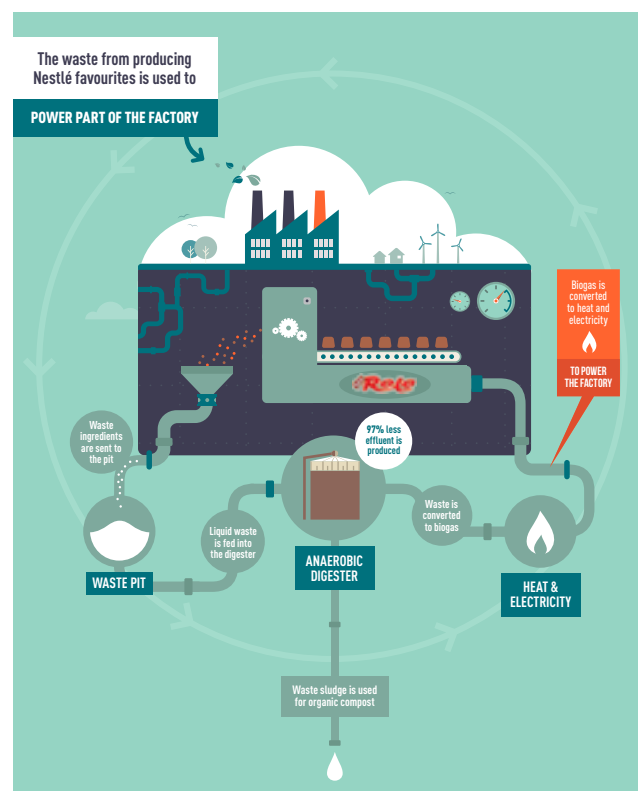 The waste from producing
Nestlé favourites is used to
POWER PART OF THE FACTORY
Biogas is
converted
to heat and
electricity
TO POWER
THE FACTORY
Rolo
97% less
effluent is
produced
Waste
ingredients
are sent to
the pit
Waste is
converted
to biogas
Liquid waste
is fed into
the digester
WASTE PIT
ANAEROBIC
DIGESTER
HEAT &
ELECTRICITY
Waste sludge is used
for organic compost